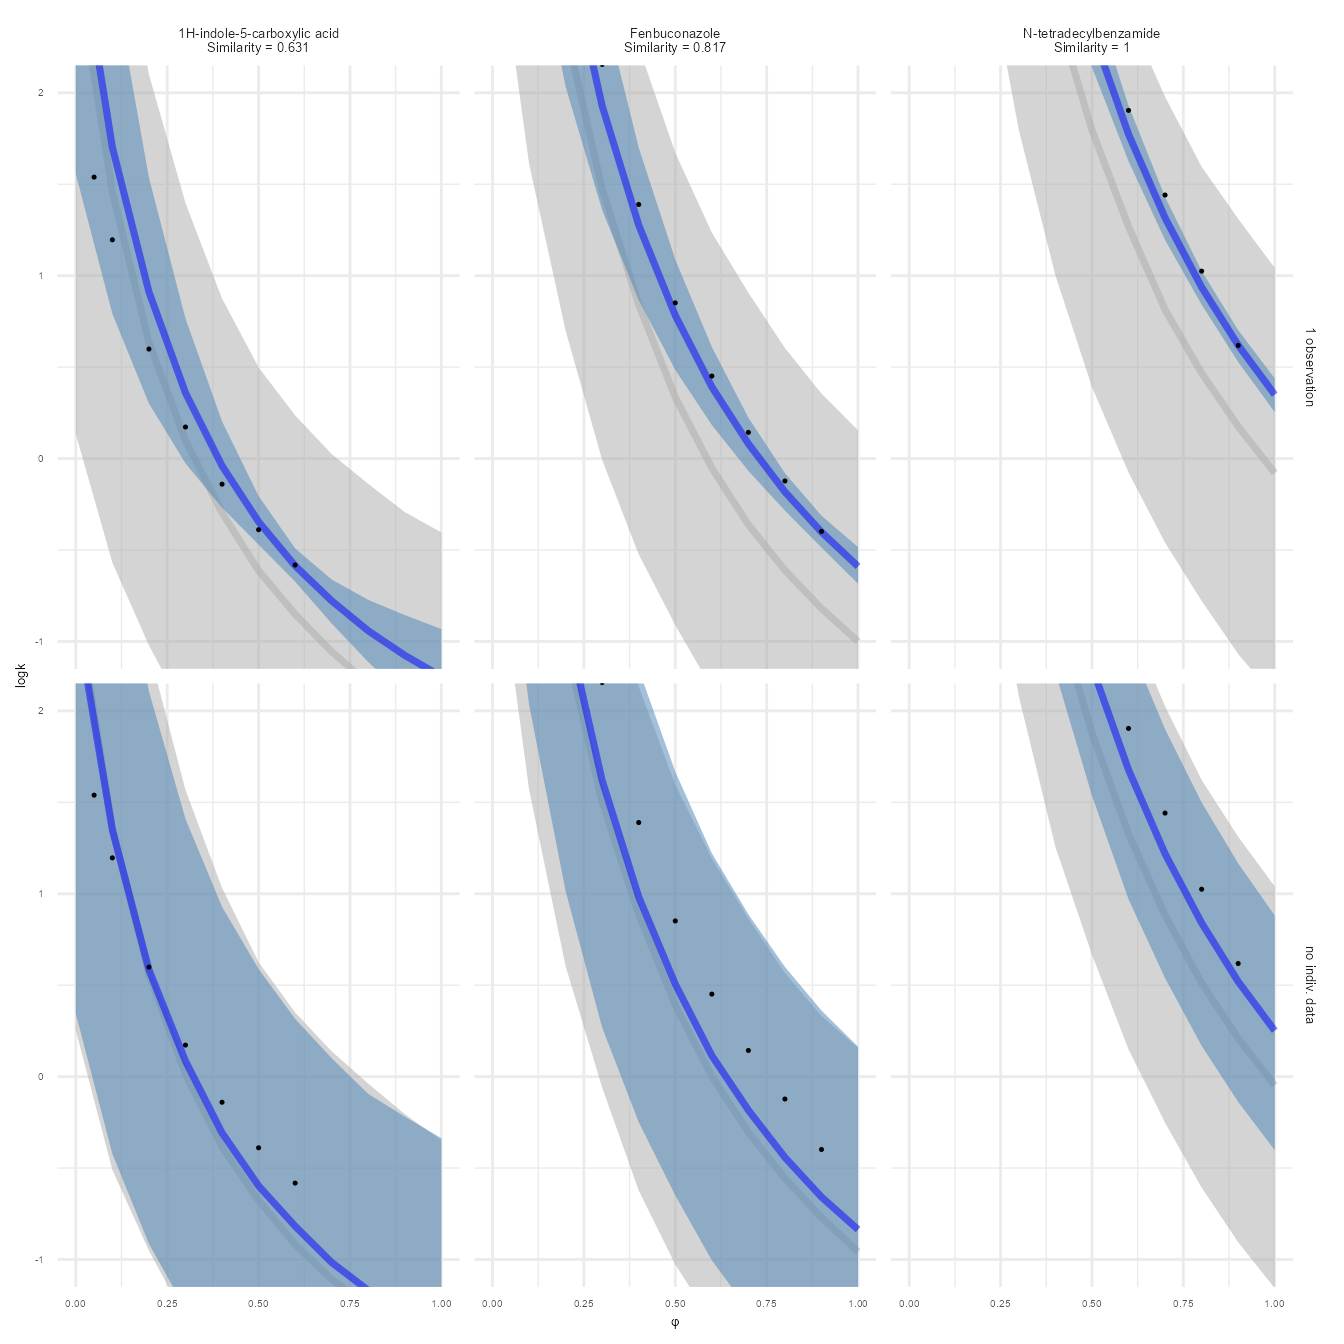 1H-indole-5-carboxylic acid
Similarity = 0.631
Fenbuconazole
Similarity = 0.817
N-tetradecylbenzamide
Similarity = 1
2
1
0
-1
1 observation
logk
2
1
0
-1
no indiv. data
0.00 0.25 0.50 0.75 1.00
0.00 0.25 0.50 0.75 1.00
0.00 0.25 0.50 0.75 1.00
φ